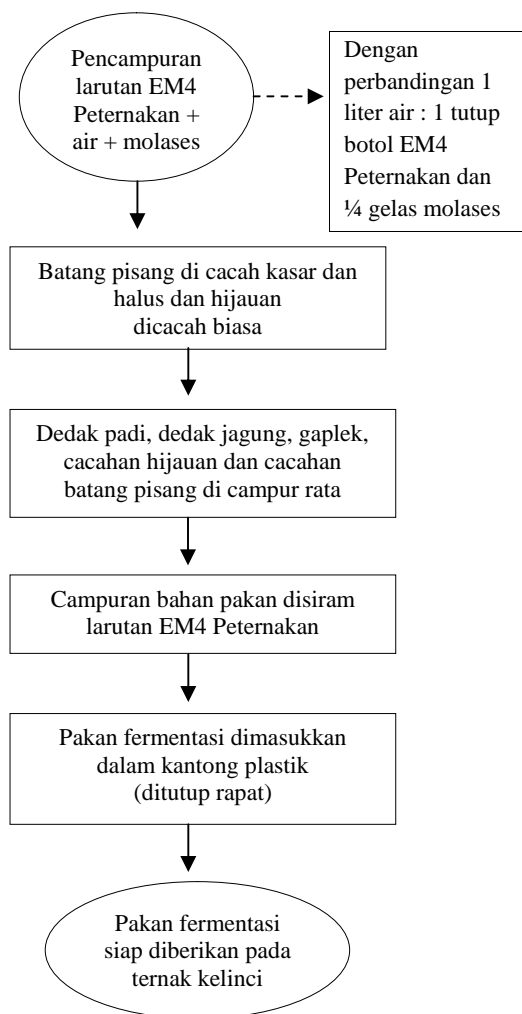 Pencampuran
larutan EM4
Peternakan +
air + molases
Dengan
perbandingan 1
liter air : 1 tutup
botol EM4
Peternakan dan
¼ gelas molases
Batang pisang di cacah kasar dan
halus dan hijauan
dicacah biasa
Dedak padi, dedak jagung, gaplek,
cacahan hijauan dan cacahan
batang pisang di campur rata
Campuran bahan pakan disiram
larutan EM4 Peternakan
Pakan fermentasi dimasukkan
dalam kantong plastik
(ditutup rapat)
Pakan fermentasi
siap diberikan pada
ternak kelinci